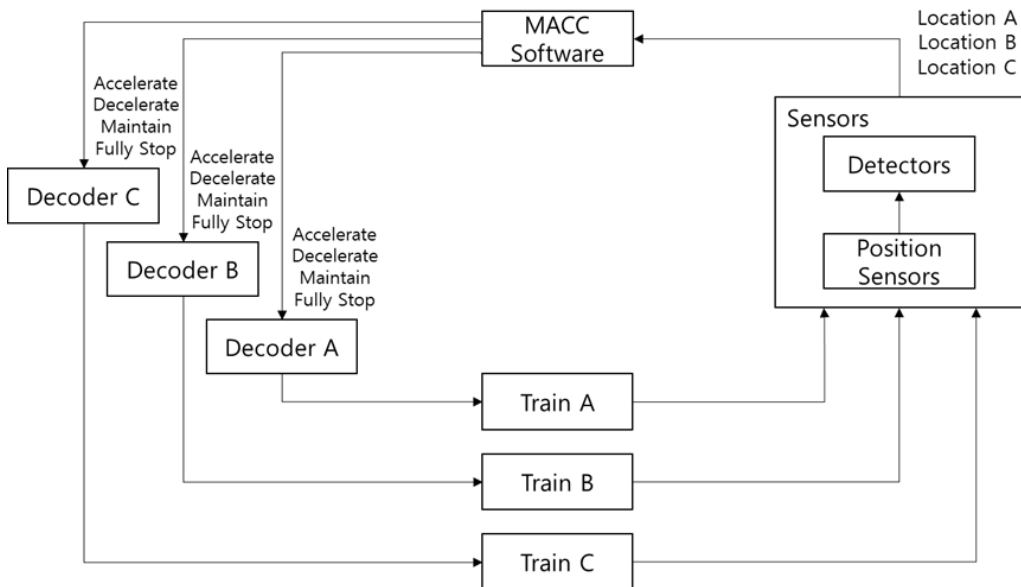 MACC
Software
Location A
Location B
Location C
Accelerate
Decelerate
Maintain
Fully Stop
Decoder C
Accelerate
Decelerate
Maintain
Fully Stop
Decoder B
Accelerate
Decelerate
Maintain
Fully Stop
Decoder A
Sensors
Detectors
Position
Sensors
Train A
Train B
Train C